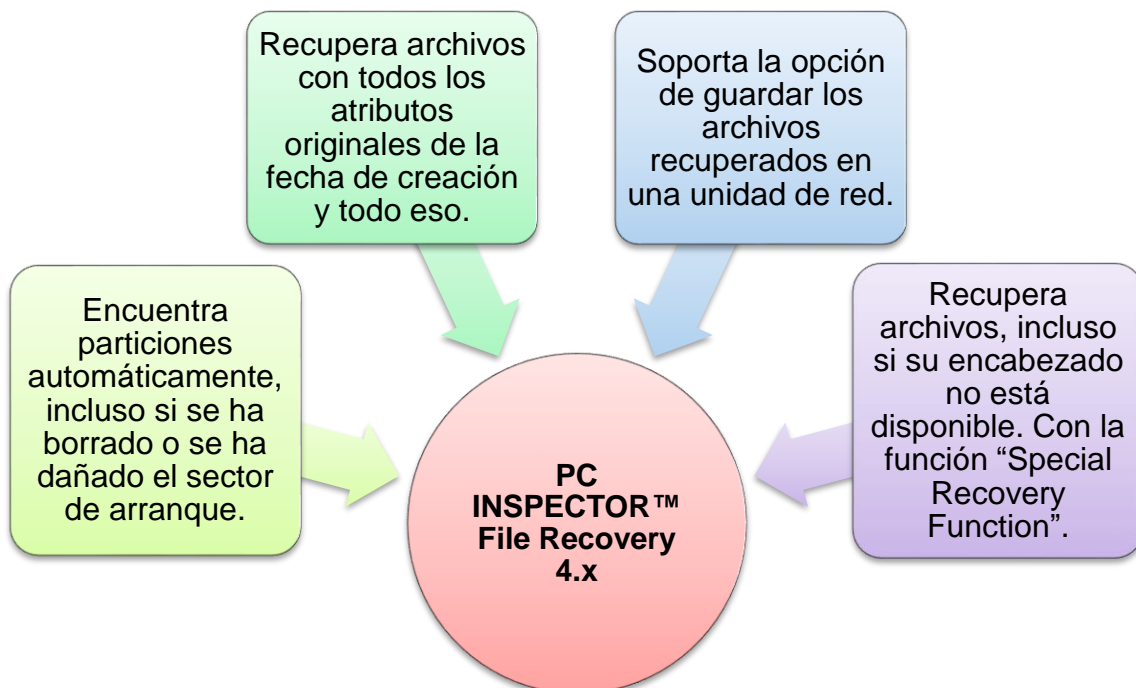 Recupera archivos
con todos los
atributos
originales de la
fecha de creación
y todo eso.
Soporta la opción
de guardar los
archivos
recuperados en
una unidad de red.
Encuentra
particiones
automáticamente,
incluso si se ha
borrado o se ha
dañado el sector
de arranque.
Recupera
archivos, incluso
si su encabezado
no está
disponible. Con la
función “Special
Recovery
Function”.
PC
INSPECTOR™
File Recovery
4.x